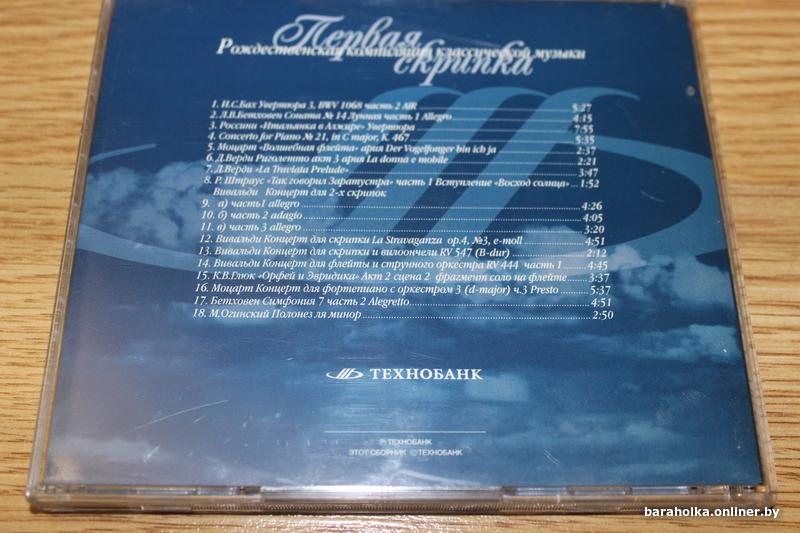 Первая
скрипка
Рождественская компиляция классической музыки
1. И.С.Бах Увертюра 3, BWV 1068 часть 2 AIR 5:27
2. Л.В.Бетховен Соната № 14 Лунная часть 1 Allegro 4:15
3. Россини «Итальянка в Алжире» Увертюра 7:55
4. Concerto for Piano № 21, in C major, K. 467 5:35
5. Моцарт «Волшебная флейта» ария Der Vogelfanger bin ich ja 2:37
6. Д.Верди Риголетто акт 3 ария La donna e mobile 2:21
7. Д.Верди «La Traviata Prelude» 3:47
8. Р. Штраус «Так говорил Заратустра» часть 1 Вступление «Восход солнца» 1:52
Вивальди Концерт для 2-х скрипок
9. а) часть1 allegro 4:26
10. б) часть 2 adagio 4:05
11. в) часть 3 allegro 3:20
12. Вивальди Концерт для скрипки La Stravaganza op.4, №3, e-moll 4:51
13. Вивальди Концерт для скрипки и вилоончели RV 547 (B-dur) 2:12
14. Вивальди Концерт для флейты и струнного оркестра RV 444 часть 1 4:45
15. К.В.Глюк «Орфей и Эвридика» Акт 2 сцена 2 фрагмент соло на флейте 3:37
16. Моцарт Концерт для фортепиано с оркестром 3 (d-major) ч.3 Presto 5:37
17. Бетховен Симфония 7 часть 2 Alegretto 4:51
18. М.Огинский Полонез ля минор 2:50
ТЕХНОБАНК
℗ ТЕХНОБАНК
ЭТОТ СБОРНИК © ТЕХНОБАНК
baraholka.onliner.by